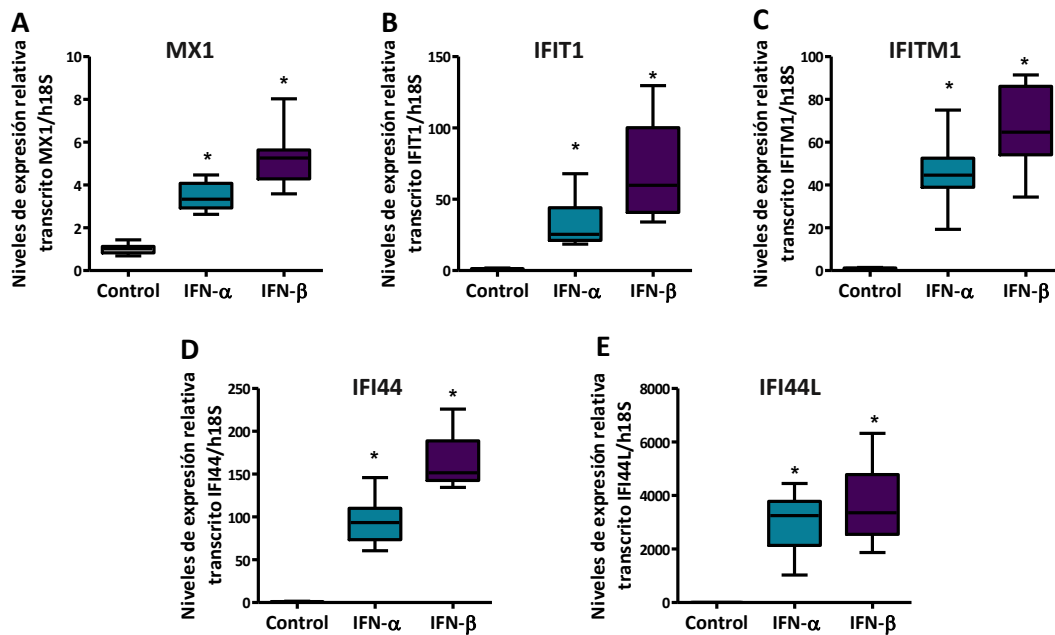 A
MX1
Niveles de expresión relativa
transcrito MX1/h18S
10
8
6
4
2
0
Control IFN-α IFN-β
B
IFIT1
Niveles de expresión relativa
transcrito IFIT1/h18S
150
100
50
0
Control IFN-α IFN-β
C
IFITM1
Niveles de expresión relativa
transcrito IFITM1/h18S
100
80
60
40
20
0
Control IFN-α IFN-β
D
IFI44
Niveles de expresión relativa
transcrito IFI44/h18S
250
200
150
100
50
0
Control IFN-α IFN-β
E
IFI44L
Niveles de expresión relativa
transcrito IFI44L/h18S
8000
6000
4000
2000
0
Control IFN-α IFN-β